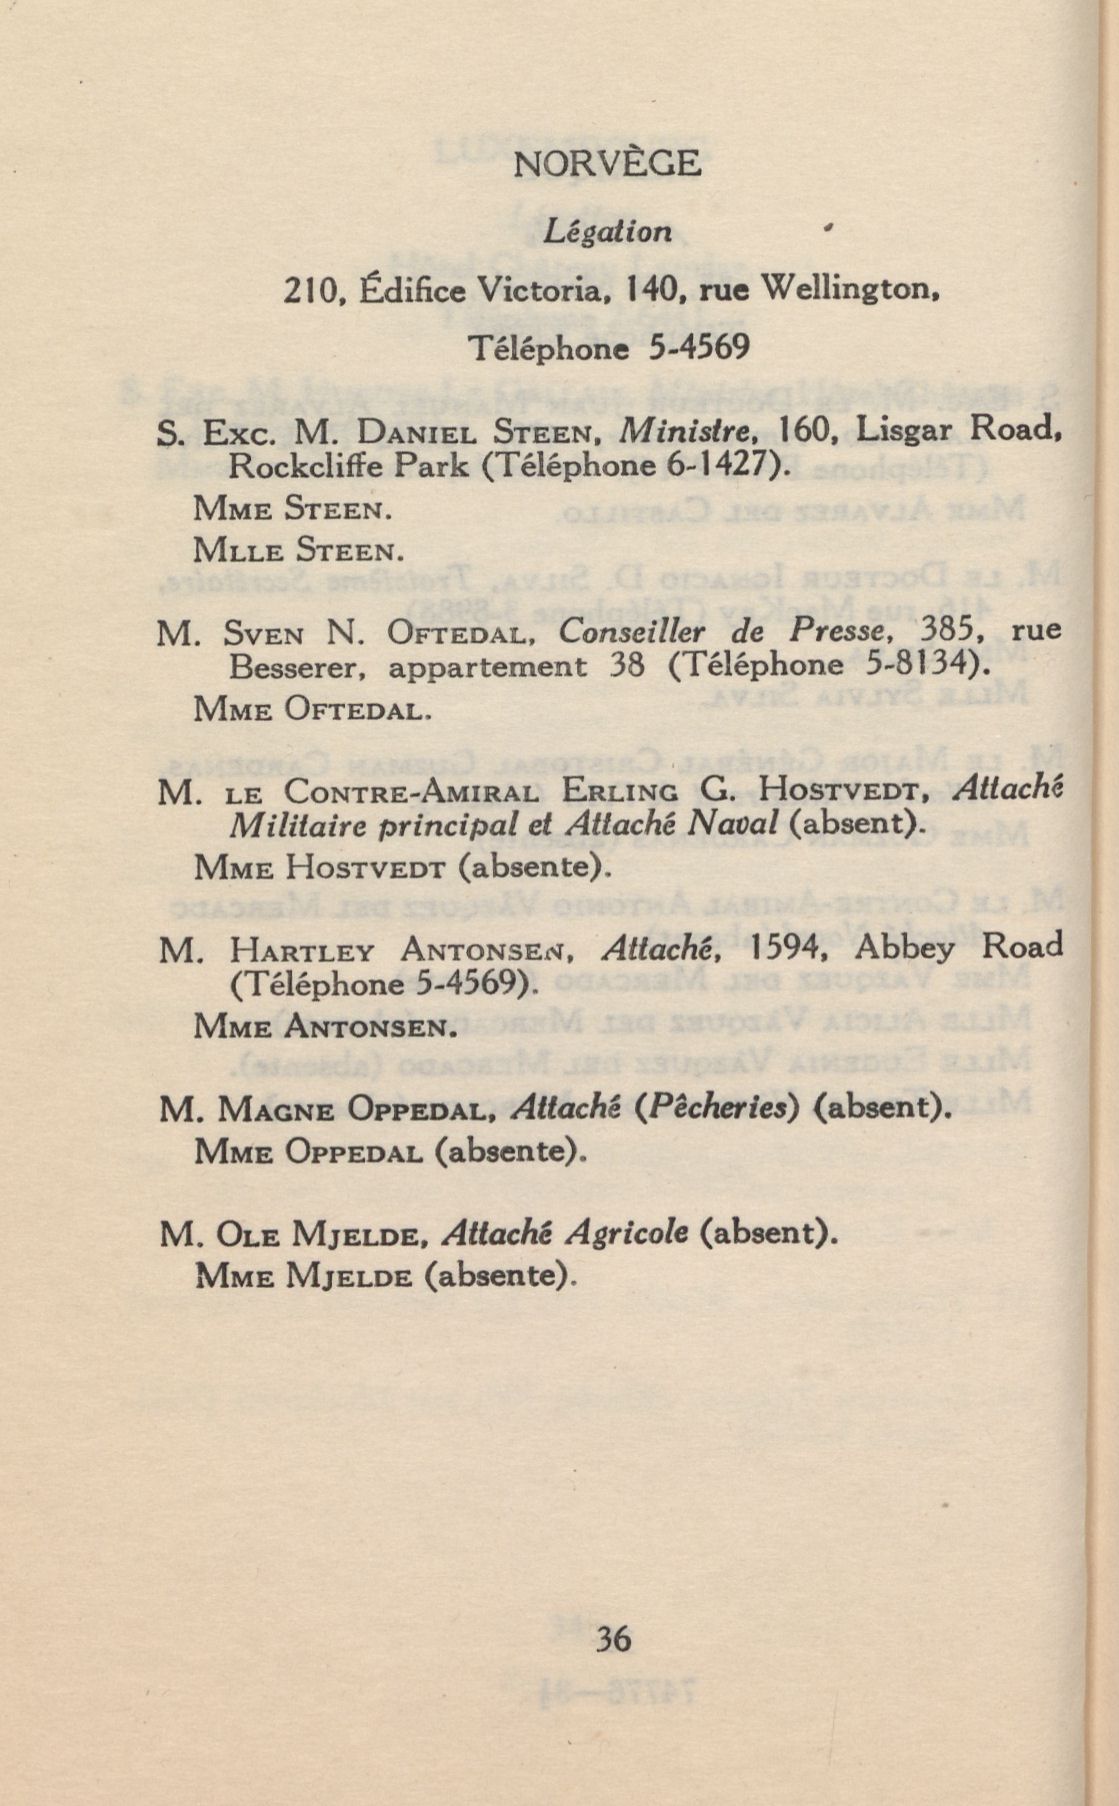 NORVÈGE
Légation
210, Édifice Victoria, 140, rue Wellington,
Téléphone 5-4569
S. Exc. M. Daniel Steen, Ministre, 160, Lisgar Road,
Rockcliffe Park (Téléphone 6-1427).
Mme Steen.
Mlle Steen.
M. Sven N. Oftedal, Conseiller de Presse, 385, rue
Besserer, appartement 38 (Téléphone 5-8134).
Mme Oftedal.
M. le Contre-Amiral Erling G. Hostvedt, Attaché
Militaire principal et Attaché Naval (absent).
Mme Hostvedt (absente).
M. Hartley Antonsen, Attaché, 1594, Abbey Road
(Téléphone 5-4569).
Mme Antonsen.
M. Magne Oppedal, Attaché (Pêcheries) (absent).
Mme Oppedal (absente).
M. Ole Mjelde, Attaché Agricole (absent).
Mme Mjelde (absente).
36